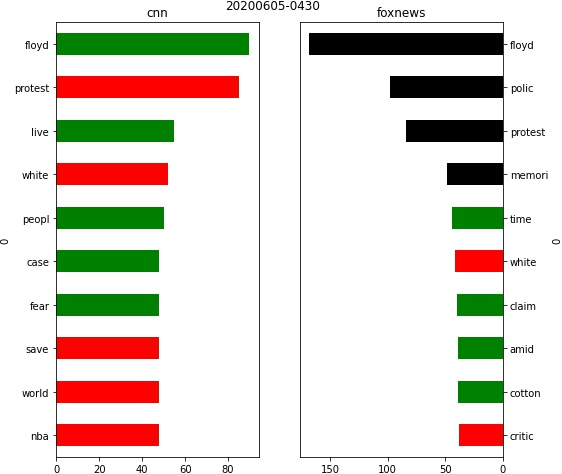 20200605-0430
cnn
foxnews
floyd
protest
live
white
peopl
case
fear
save
world
nba
0
0 20 40 60 80
floyd
polic
protest
memori
time
white
claim
amid
cotton
critic
0
150 100 50 0